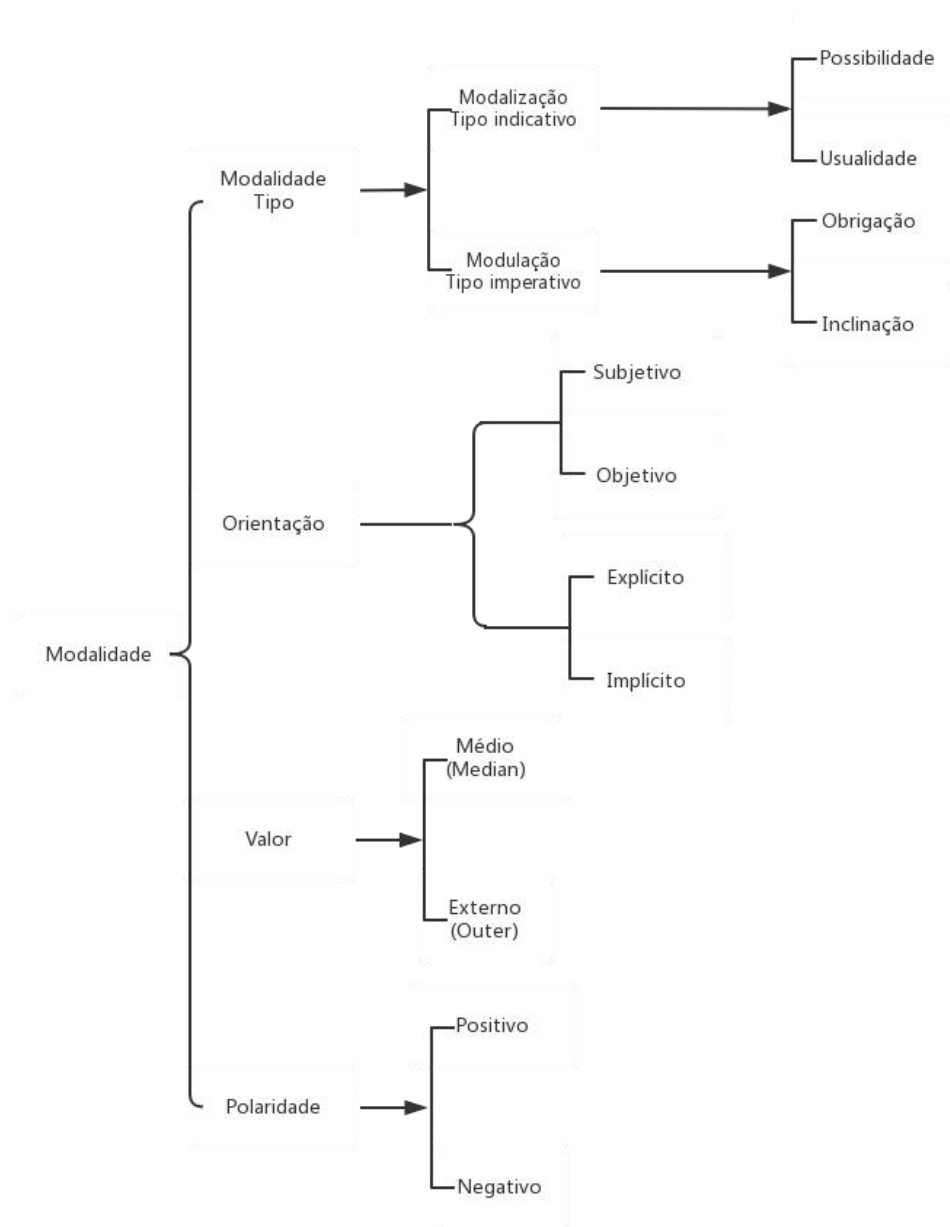 Possibilidade
Modalização
Tipo indicativo
Usualidade
Modalidade
Tipo
Obrigação
Modulação
Tipo imperativo
Inclinação
Subjetivo
Objetivo
Orientação
Explícito
Modalidade
Implícito
Médio
(Median)
Valor
Externo
(Outer)
Positivo
Polaridade
Negativo